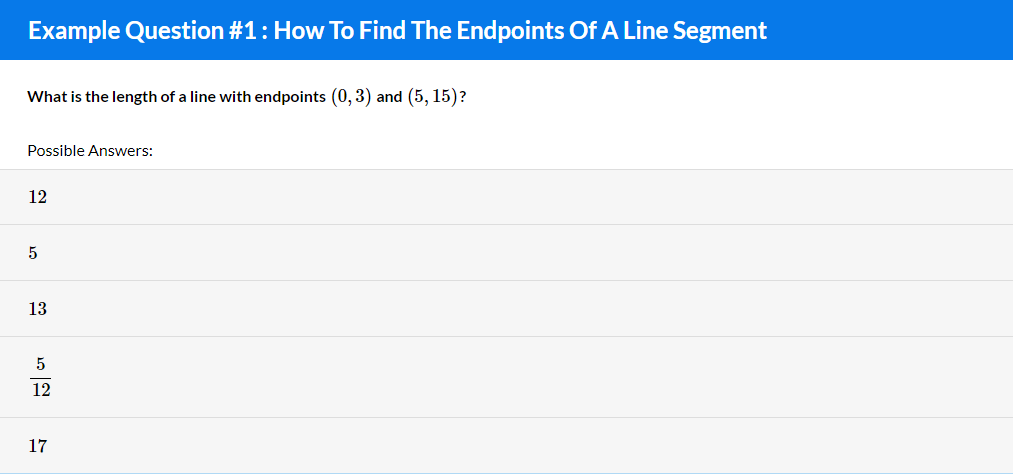 Example Question #1 : How To Find The Endpoints Of A Line Segment
What is the length of a line with endpoints (0, 3) and (5, 15)?
Possible Answers:
12
5
13
5
12
17